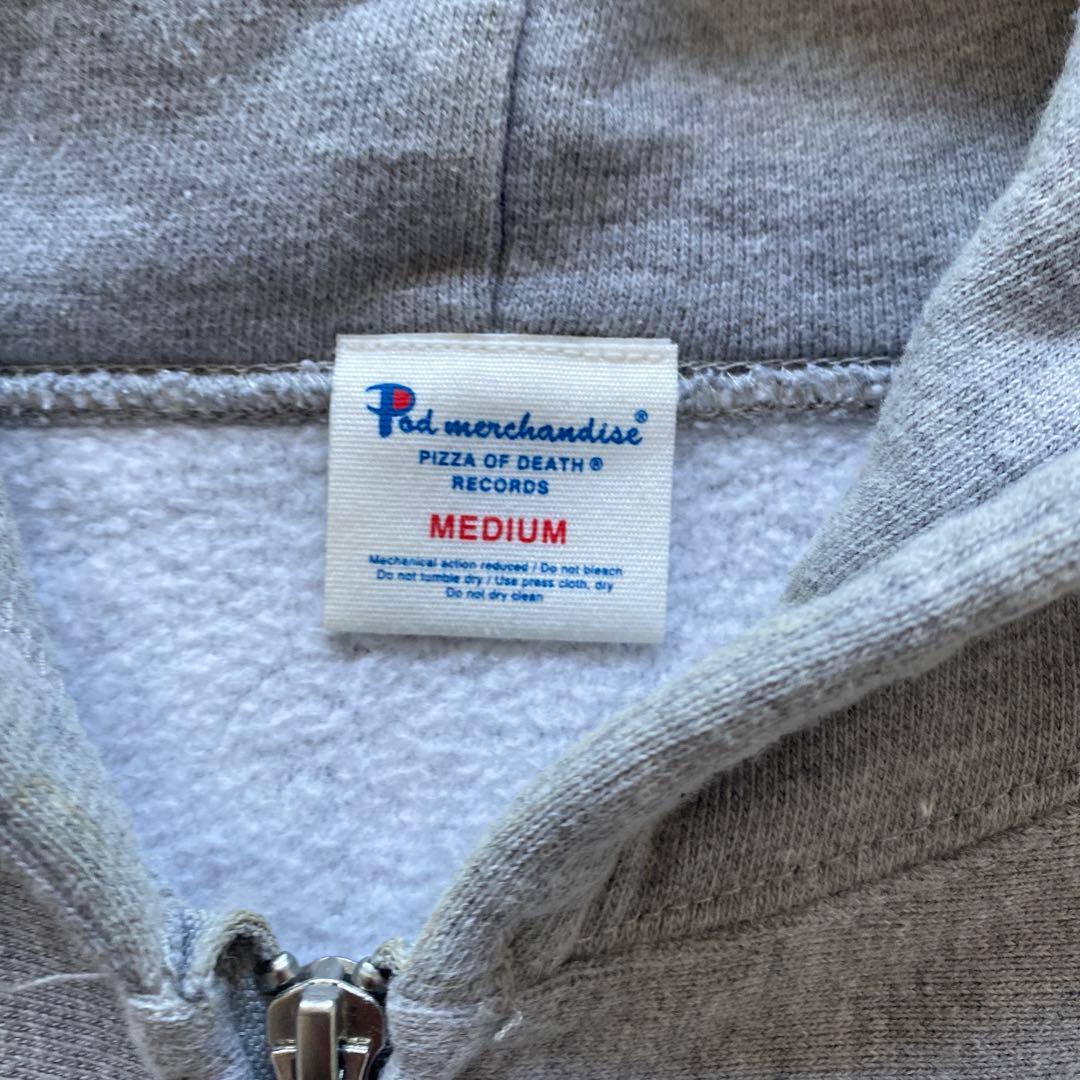 Pod merchandise®
PIZZA OF DEATH®
RECORDS
MEDIUM
Mechanical action reduced / Do not bleach
Do not tumble dry / Use press cloth, dry
Do not dry clean